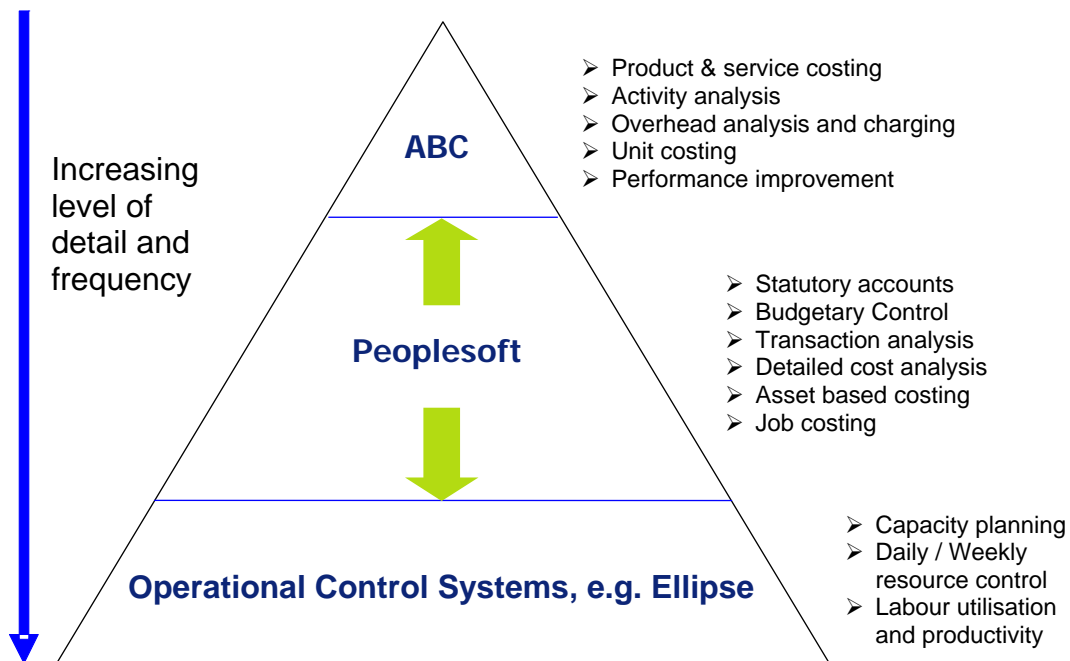 ➢ Product & service costing
➢ Activity analysis
➢ Overhead analysis and charging
➢ Unit costing
➢ Performance improvement
ABC
Increasing
level of
detail and
frequency
➢ Statutory accounts
➢ Budgetary Control
➢ Transaction analysis
➢ Detailed cost analysis
➢ Asset based costing
➢ Job costing
Peoplesoft
➢ Capacity planning
➢ Daily / Weekly
resource control
➢ Labour utilisation
and productivity
Operational Control Systems, e.g. Ellipse